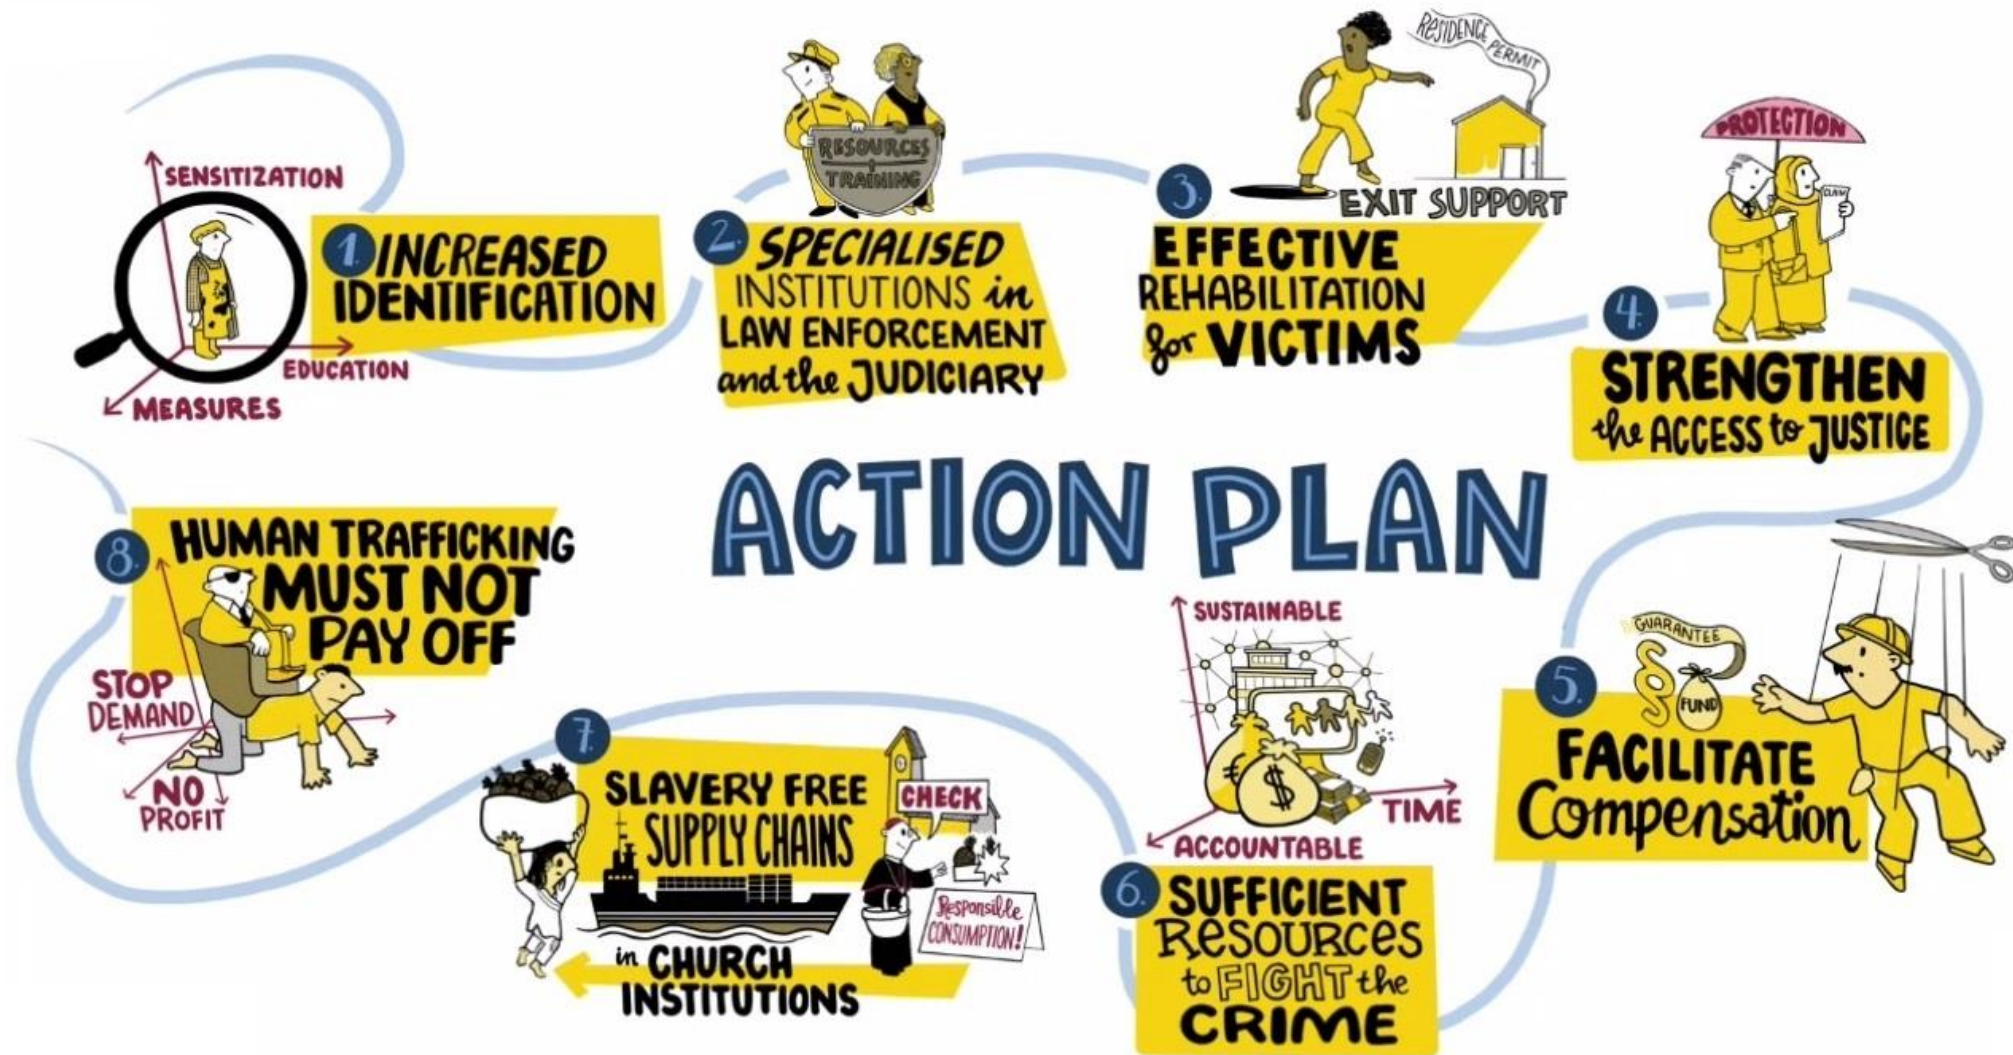 SENSITIZATION
1. INCREASED
IDENTIFICATION
EDUCATION
MEASURES
RESOURCES
+
TRAINING
2. SPECIALISED
INSTITUTIONS in
LAW ENFORCEMENT
and the JUDICIARY
RESIDENCE PERMIT
EXIT SUPPORT
3.
EFFECTIVE
REHABILITATION
for VICTIMS
PROTECTION
CLAIM
4.
STRENGTHEN
the ACCESS to JUSTICE
ACTION PLAN
GUARANTEE
§
FUND
5.
FACILITATE
Compensation
SUSTAINABLE
€
$
TIME
ACCOUNTABLE
6. SUFFICIENT
RESOURCES
to FIGHT the
CRIME
7.
SLAVERY FREE
SUPPLY CHAINS
in CHURCH
INSTITUTIONS
CHECK
Responsible
CONSUMPTION!
8. HUMAN TRAFFICKING
MUST NOT
PAY OFF
STOP
DEMAND
NO
PROFIT